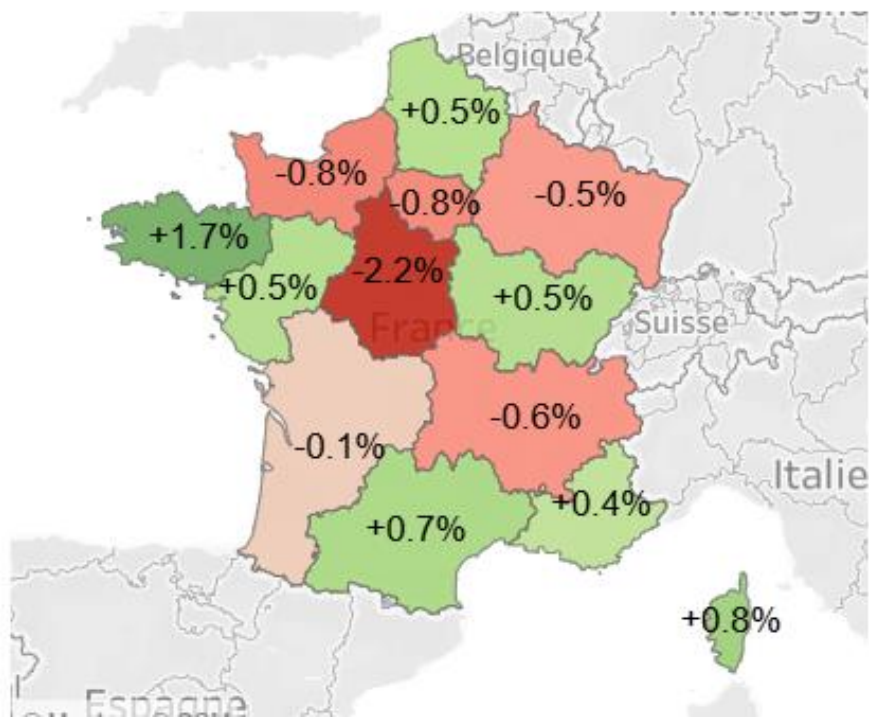 Belgique
+0.5%
-0.8%
-0.8%
-0.5%
+1.7%
+0.5%
-2.2%
+0.5%
France
Suisse
-0.1%
-0.6%
Italie
+0.4%
+0.7%
+0.8%
Espagne